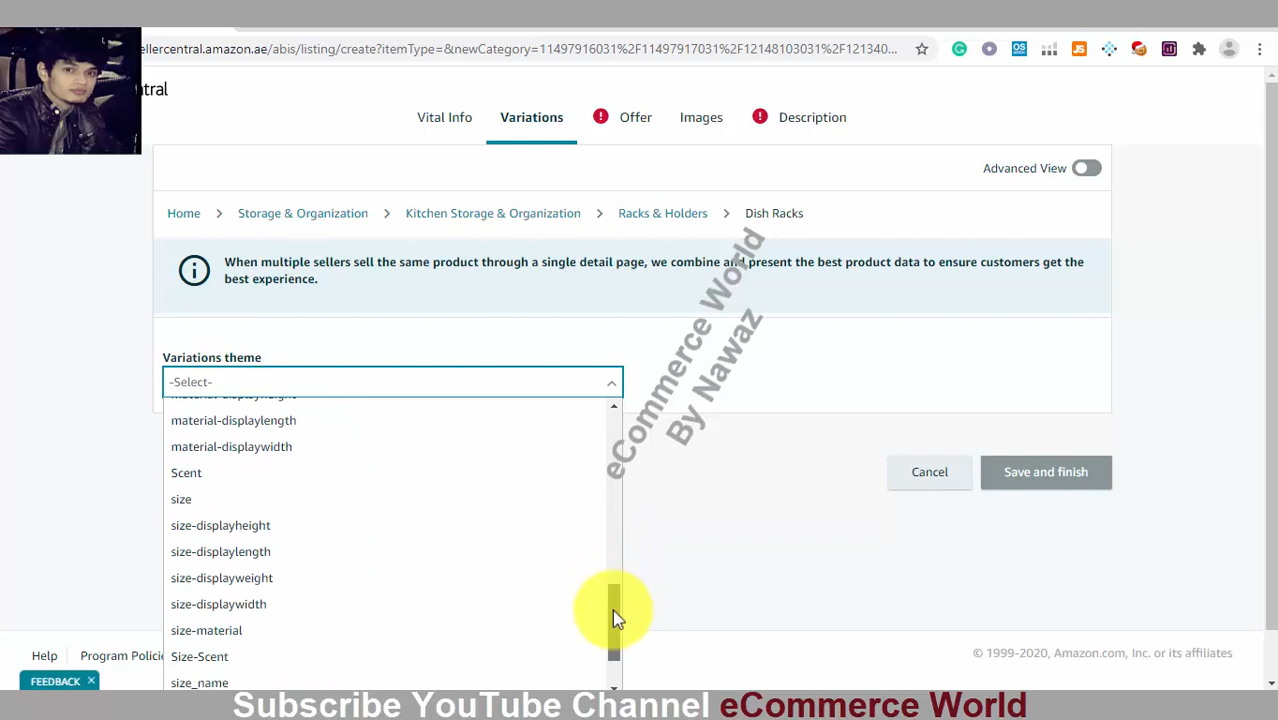 ellercentral.amazon.ae/abis/listing/create?itemType=&newCategory=11497916031%2F11497917031%2F12148103031%2F121340...
ntral
Vital Info
Variations
Offer
Images
Description
Advanced View
Home > Storage & Organization > Kitchen Storage & Organization > Racks & Holders > Dish Racks
When multiple sellers sell the same product through a single detail page, we combine and present the best product data to ensure customers get the
best experience.
eCommerce World
By Nawaz
Variations theme
-Select-
material-displayheight
material-displaylength
material-displaywidth
Scent
size
size-displayheight
size-displaylength
size-displayweight
size-displaywidth
size-material
Size-Scent
size_name
Cancel
Save and finish
Help
Program Policie
© 1999-2020, Amazon.com, Inc. or its affiliates
FEEDBACK
Subscribe YouTube Channel eCommerce World